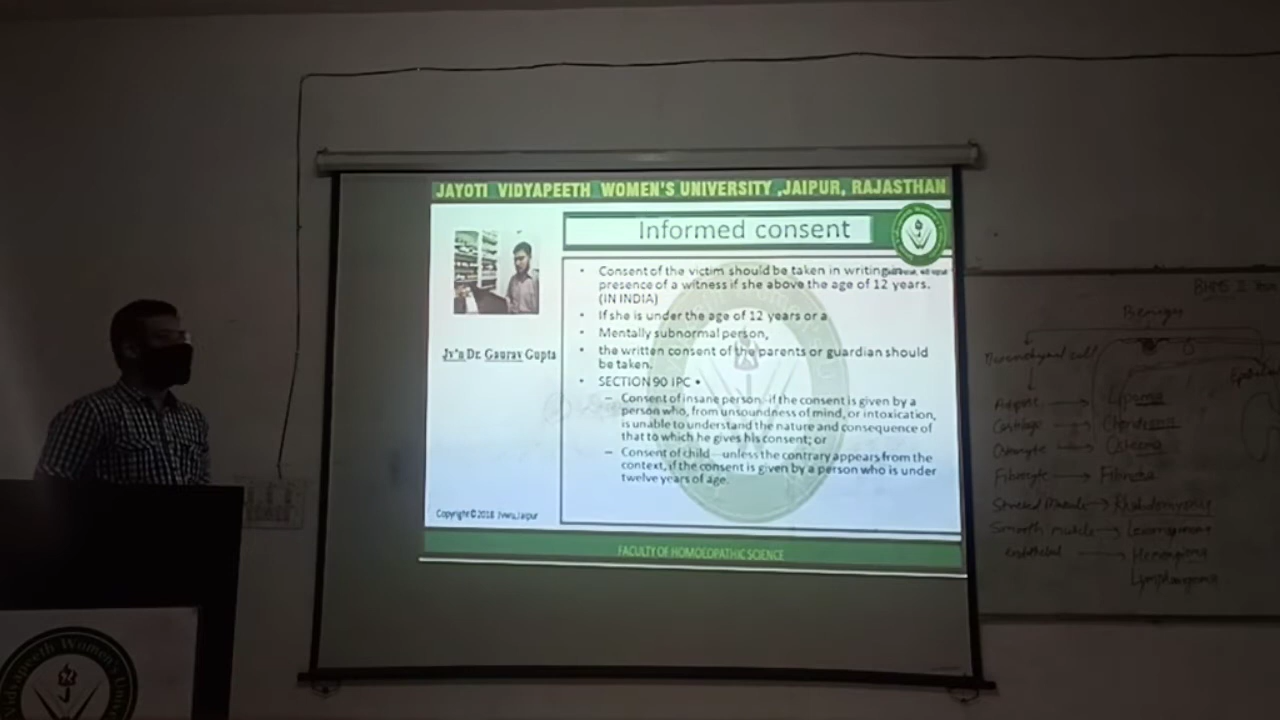 JAYOTI VIDYAPEETH WOMEN'S UNIVERSITY ,JAIPUR, RAJASTHAN
Informed consent
Jv'n Dr. Gaurav Gupta
• Consent of the victim should be taken in writing
presence of a witness if she above the age of 12 years.
(IN INDIA)
• If she is under the age of 12 years or a
• Mentally subnormal person,
• the written consent of the parents or guardian should
be taken.
• SECTION 90 IPC •
– Consent of insane person - if the consent is given by a
person who, from unsoundness of mind, or intoxication,
is unable to understand the nature and consequence of
that to which he gives his consent; or
– Consent of child - unless the contrary appears from the
context, if the consent is given by a person who is under
twelve years of age.
Copyright©2018 Jvwu,Jaipur
FACULTY OF HOMOEOPATHIC SCIENCE
Vidyapeeth Women's
Benign
Mesenchymal cell
Adipose → Lipoma
Cartilage →
Fibrocyte →
Smooth muscle →